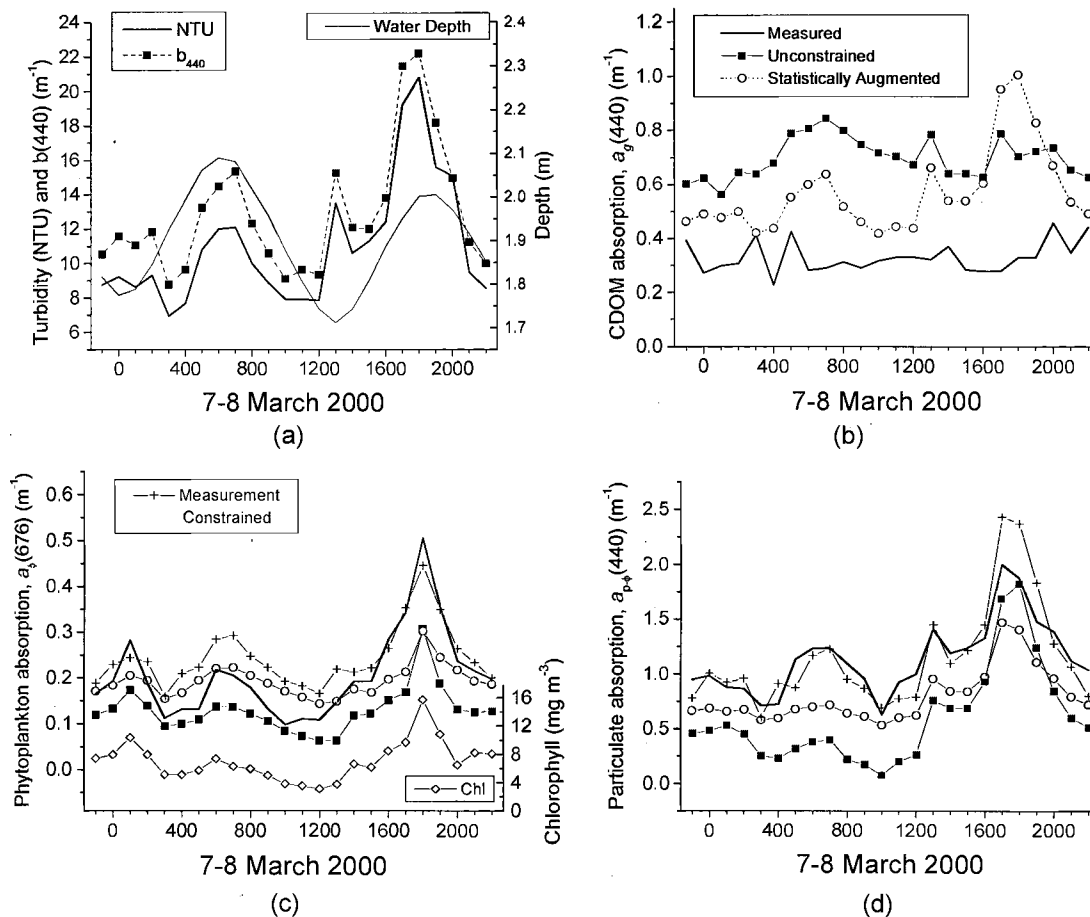 (a)
NTU
b440
Water Depth
Turbidity (NTU) and b(440) (m-1)
24
22
20
18
16
14
12
10
8
6
2.4
2.3
2.2
2.1
2.0
1.9
1.8
1.7
Depth (m)
0 400 800 1200 1600 2000
7-8 March 2000
(a)
(b)
Measured
Unconstrained
Statistically Augmented
CDOM absorption, ag(440) (m-1)
1.2
1.0
0.8
0.6
0.4
0.2
0.0
0 400 800 1200 1600 2000
7-8 March 2000
(b)
Measurement
Constrained
Phytoplankton absorption, aϕ(676) (m-1)
0.6
0.5
0.4
0.3
0.2
0.1
0.0
16
12
8
4
0
Chlorophyll (mg m-3)
Chl
0 400 800 1200 1600 2000
7-8 March 2000
(c)
Particulate absorption, ap-ϕ(440) (m-1)
2.5
2.0
1.5
1.0
0.5
0.0
0 400 800 1200 1600 2000
7-8 March 2000
(d)